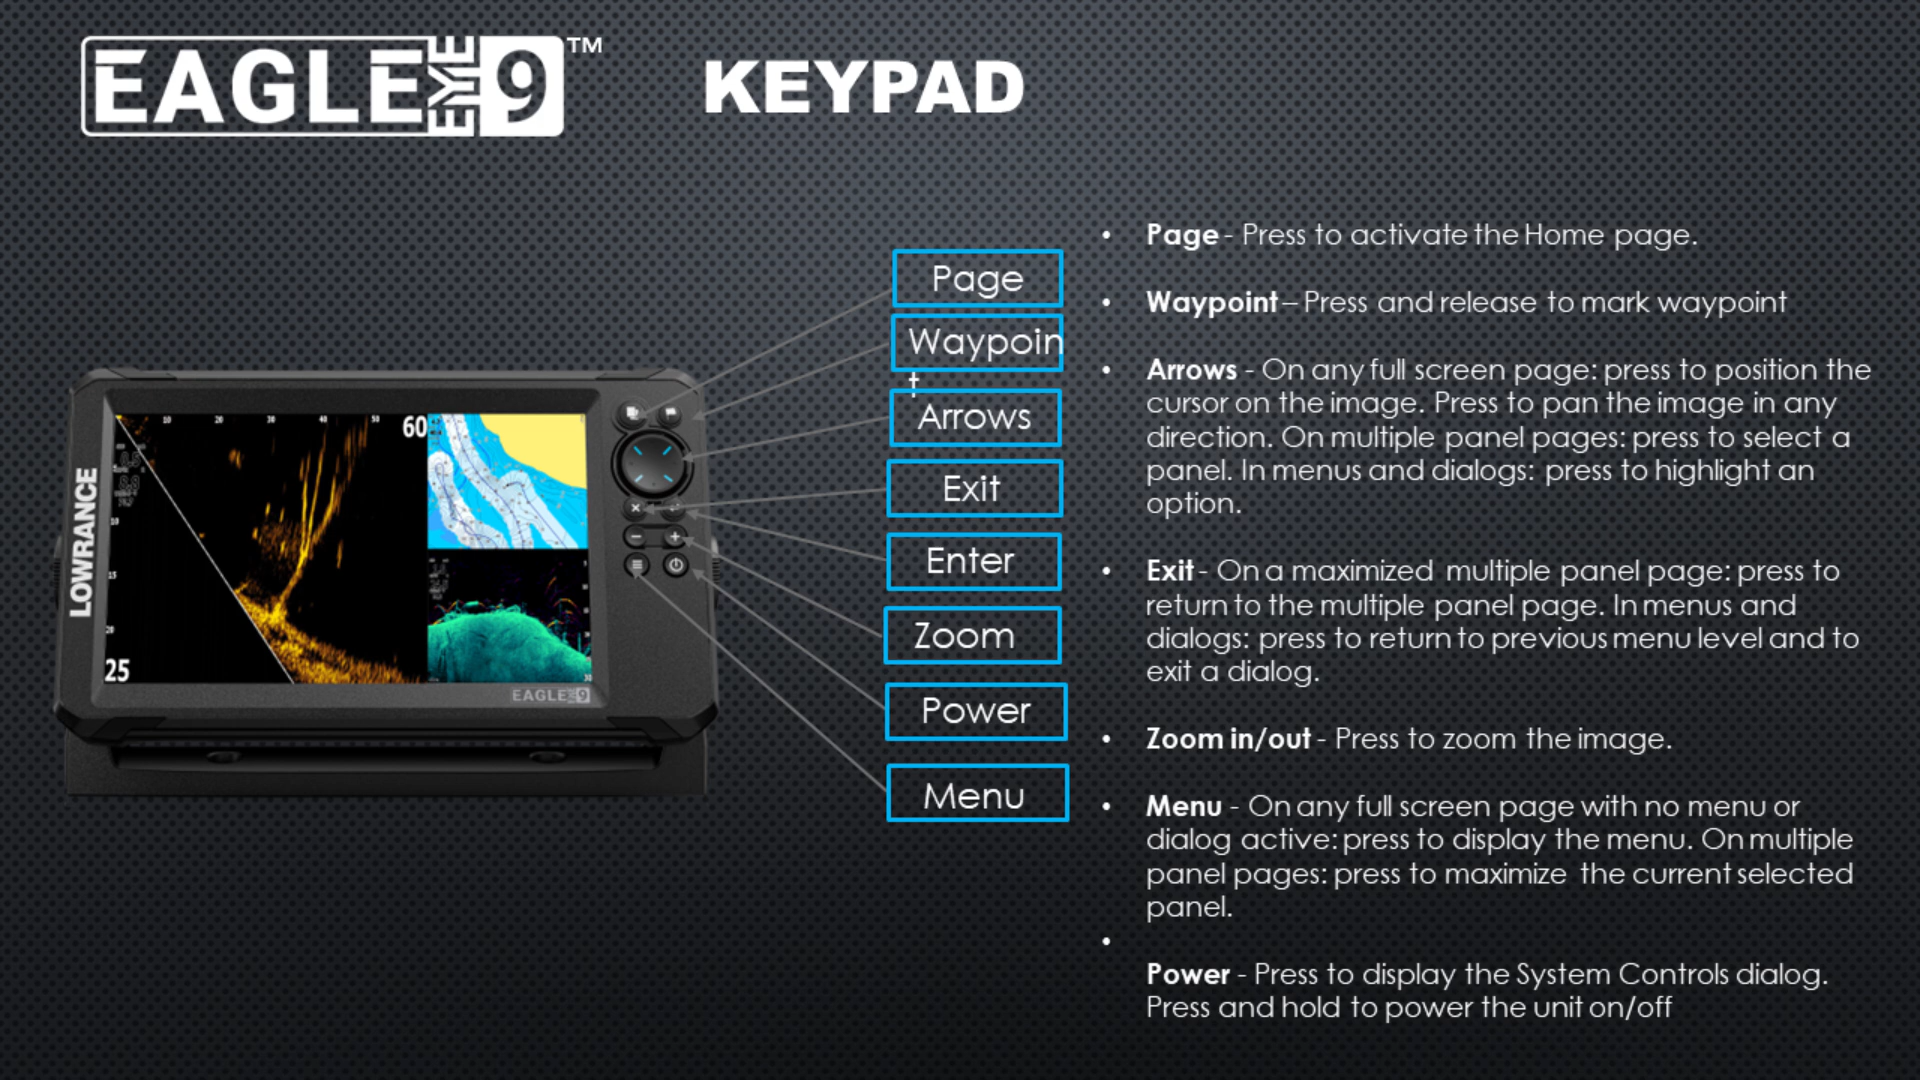 EAGLE EYE 9™
KEYPAD
Page
Waypoin
t
Arrows
Exit
Enter
Zoom
Power
Menu
• Page - Press to activate the Home page.
• Waypoint – Press and release to mark waypoint
• Arrows - On any full screen page: press to position the
cursor on the image. Press to pan the image in any
direction. On multiple panel pages: press to select a
panel. In menus and dialogs: press to highlight an
option.
• Exit - On a maximized multiple panel page: press to
return to the multiple panel page. In menus and
dialogs: press to return to previous menu level and to
exit a dialog.
• Zoom in/out - Press to zoom the image.
• Menu - On any full screen page with no menu or
dialog active: press to display the menu. On multiple
panel pages: press to maximize the current selected
panel.
•
Power - Press to display the System Controls dialog.
Press and hold to power the unit on/off
LOWRANCE
10 20 30 40 50 60
10
15
20
25
EAGLE EYE 9